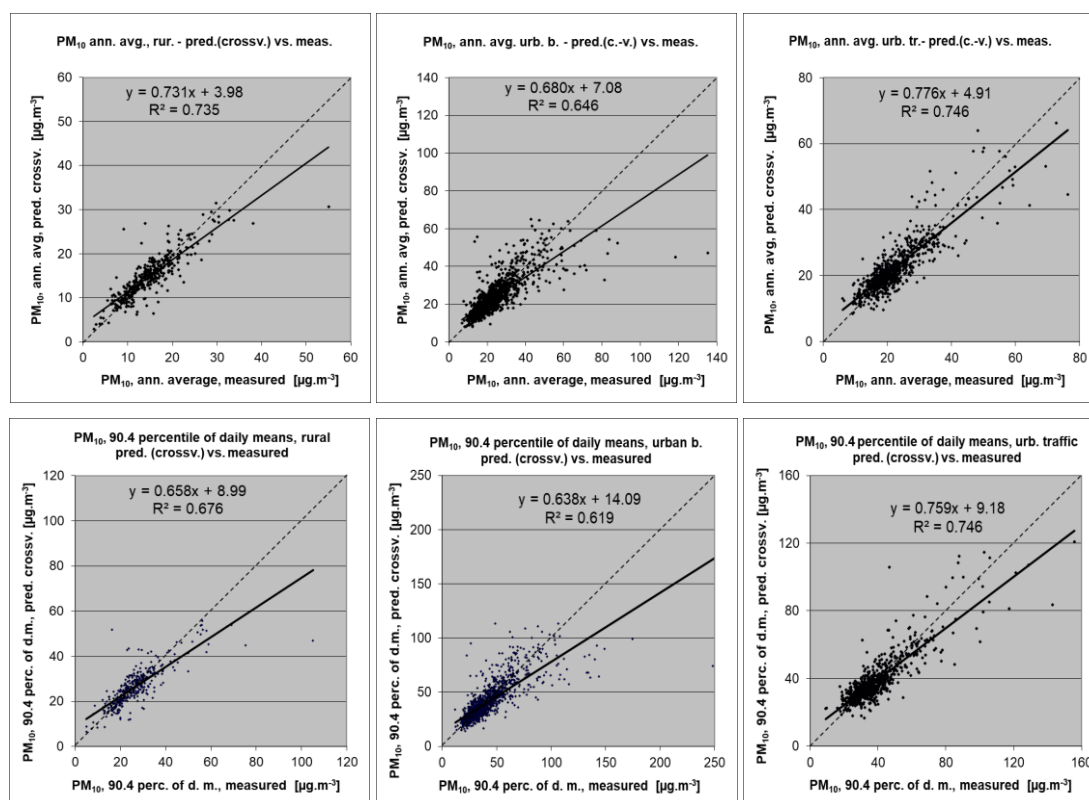 PM₁₀ ann. avg., rur. - pred.(crossv.) vs. meas.
PM₁₀, ann. avg, pred. crossv. [µg.m⁻³]
y = 0.731x + 3.98
R² = 0.735
60
50
40
30
20
10
0
0 10 20 30 40 50 60
PM₁₀, ann. average, measured [µg.m⁻³]
PM₁₀, ann. avg. urb. b. - pred.(c.-v.) vs. meas.
PM₁₀, ann. avg, pred. crossv. [µg.m⁻³]
y = 0.680x + 7.08
R² = 0.646
140
120
100
80
60
40
20
0
0 20 40 60 80 100 120 140
PM₁₀, ann. average, measured [µg.m⁻³]
PM₁₀, ann. avg. urb. tr.- pred.(c.-v.) vs. meas.
PM₁₀, ann. avg, pred. crossv. [µg.m⁻³]
y = 0.776x + 4.91
R² = 0.746
80
60
40
20
0
0 20 40 60 80
PM₁₀, ann. average, measured [µg.m⁻³]
PM₁₀, 90.4 percentile of daily means, rural
pred. (crossv.) vs. measured
PM₁₀, 90.4 perc. of d.m., pred. crossv. [µg.m⁻³]
y = 0.658x + 8.99
R² = 0.676
120
100
80
60
40
20
0
0 20 40 60 80 100 120
PM₁₀, 90.4 perc. of d. m., measured [µg.m⁻³]
PM₁₀, 90.4 percentile of daily means, urban b.
pred. (crossv.) vs. measured
PM₁₀, 90.4 perc. of d.m., pred. crossv. [µg.m⁻³]
y = 0.638x + 14.09
R² = 0.619
250
200
150
100
50
0
0 50 100 150 200 250
PM₁₀, 90.4 perc. of d. m., measured [µg.m⁻³]
PM₁₀, 90.4 percentile of daily means, urb. traffic
pred. (crossv.) vs. measured
PM₁₀, 90.4 perc. of d.m., pred. crossv. [µg.m⁻³]
y = 0.759x + 9.18
R² = 0.746
160
120
80
40
0
0 40 80 120 160
PM₁₀, 90.4 perc. of d. m., measured [µg.m⁻³]